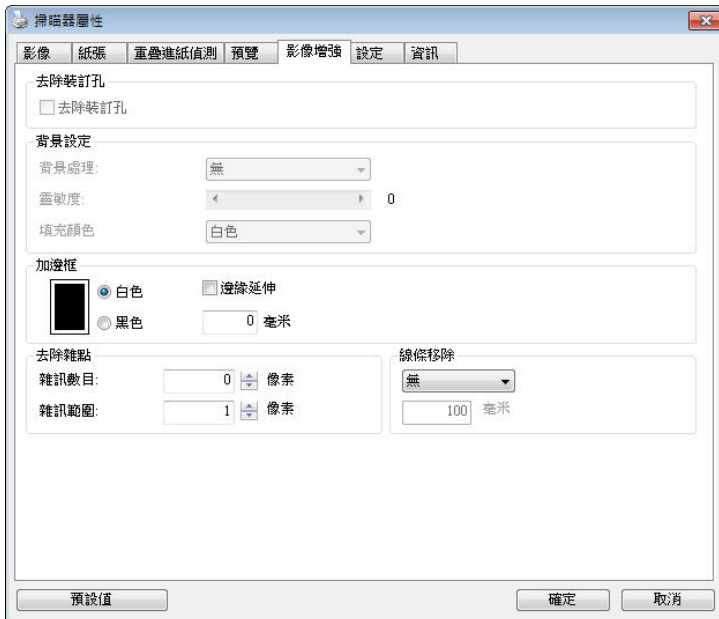 掃瞄器屬性
影像 紙張 重疊進紙偵測 預覽 影像增強 設定 資訊
去除裝訂孔
去除裝訂孔
背景設定
背景處理: 無
靈敏度: 0
填充顏色 白色
加邊框
白色 邊緣延伸
黑色 0 毫米
去除雜點 線條移除
雜訊數目: 0 像素 無
雜訊範圍: 1 像素 100 毫米
預設值 確定 取消